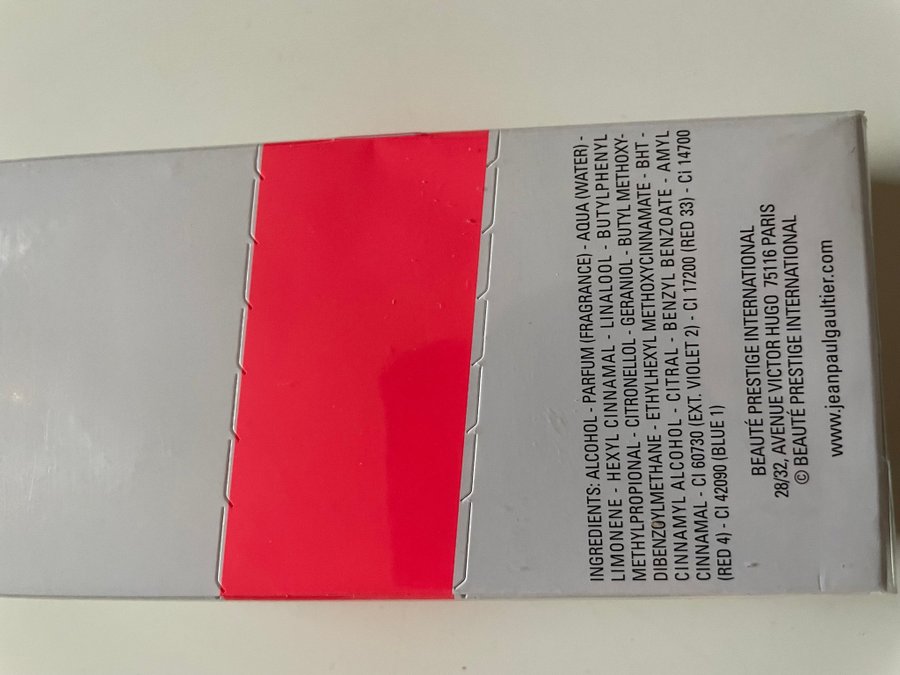 INGREDIENTS: ALCOHOL - PARFUM (FRAGRANCE) - AQUA (WATER) -
LIMONENE - HEXYL CINNAMAL - LINALOOL - BUTYLPHENYL
METHYLPROPIONAL - CITRONELLOL - GERANIOL - BUTYL METHOXY-
DIBENZOYLMETHANE - ETHYLHEXYL METHOXYCINNAMATE - BHT -
CINNAMYL ALCOHOL - CITRAL - BENZYL BENZOATE - AMYL
CINNAMAL - CI 60730 (EXT. VIOLET 2) - CI 17200 (RED 33) - Ci 14700
(RED 4) - CI 42090 (BLUE 1)
BEAUTÉ PRESTIGE INTERNATIONAL
28/32, AVENUE VICTOR HUGO 75116 PARIS
© BEAUTÉ PRESTIGE INTERNATIONAL
www.jeanpaulgaultier.com